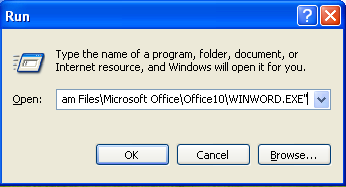 Run
Type the name of a program, folder, document, or
Internet resource, and Windows will open it for you.
Open: am Files\Microsoft Office\Office10\WINWORD.EXE"
OK Cancel Browse...